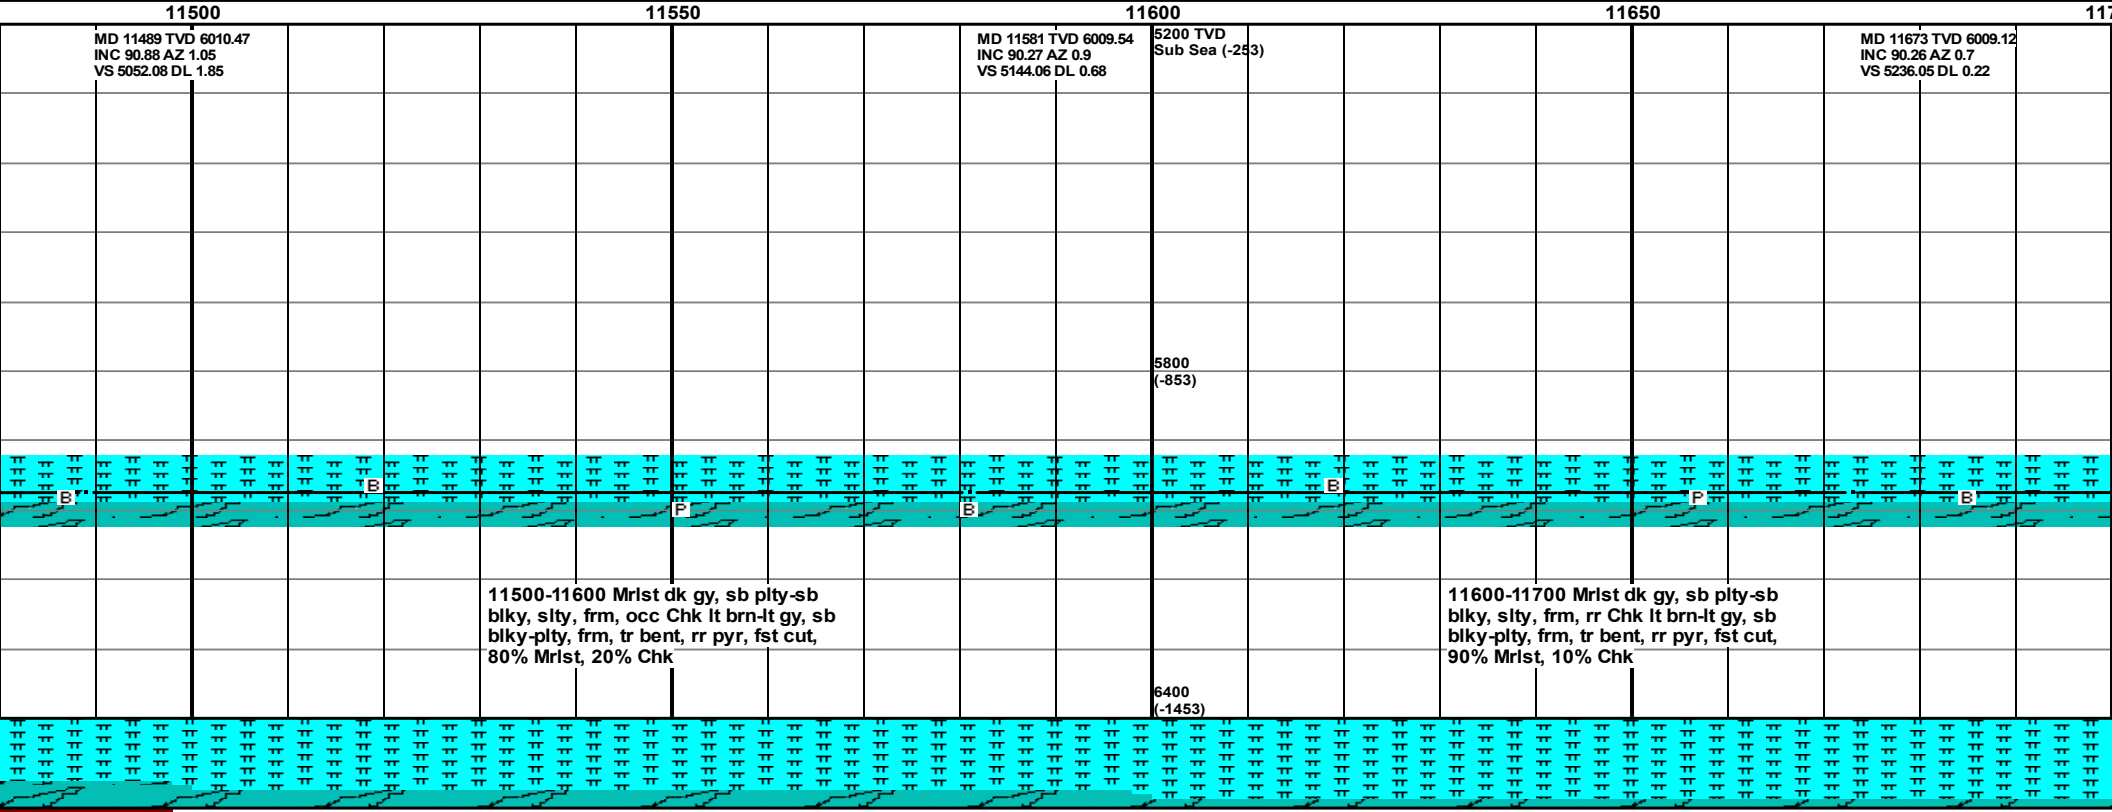 11500 11550 11600 11650 117
MD 11489 TVD 6010.47
INC 90.88 AZ 1.05
VS 5052.08 DL 1.85
MD 11581 TVD 6009.54
INC 90.27 AZ 0.9
VS 5144.06 DL 0.68
5200 TVD
Sub Sea (-253)
MD 11673 TVD 6009.12
INC 90.26 AZ 0.7
VS 5236.05 DL 0.22
5800
(-853)
B B P B B P B
11500-11600 Mrlst dk gy, sb plty-sb
blky, slty, frm, occ Chk lt brn-lt gy, sb
blky-plty, frm, tr bent, rr pyr, fst cut,
80% Mrlst, 20% Chk
11600-11700 Mrlst dk gy, sb plty-sb
blky, slty, frm, rr Chk lt brn-lt gy, sb
blky-plty, frm, tr bent, rr pyr, fst cut,
90% Mrlst, 10% Chk
6400
(-1453)